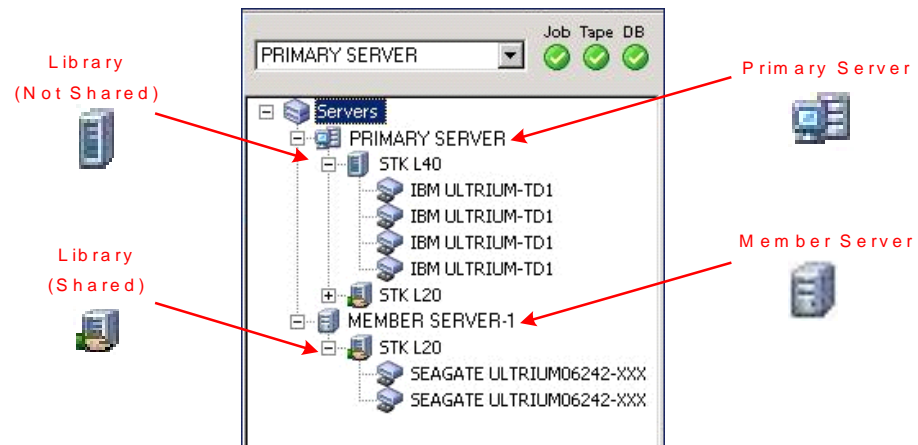 Job Tape DB
PRIMARY SERVER
Library
(Not Shared)
Primary Server
Servers
PRIMARY SERVER
STK L40
IBM ULTRIUM-TD1
IBM ULTRIUM-TD1
IBM ULTRIUM-TD1
IBM ULTRIUM-TD1
STK L20
MEMBER SERVER-1
STK L20
SEAGATE ULTRIUM06242-XXX
SEAGATE ULTRIUM06242-XXX
Library
(Shared)
Member Server